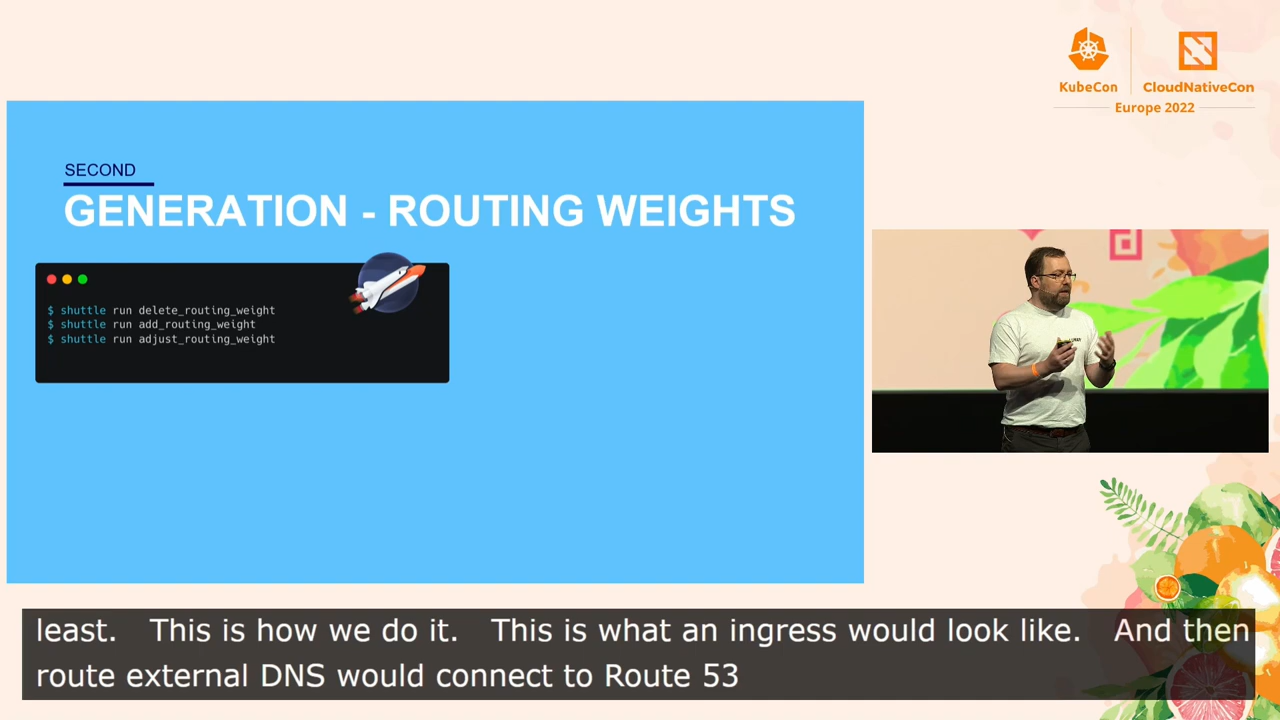 KubeCon
CloudNativeCon
Europe 2022
SECOND
GENERATION - ROUTING WEIGHTS
$ shuttle run delete_routing_weight
$ shuttle run add_routing_weight
$ shuttle run adjust_routing_weight
least. This is how we do it. This is what an ingress would look like. And then
route external DNS would connect to Route 53